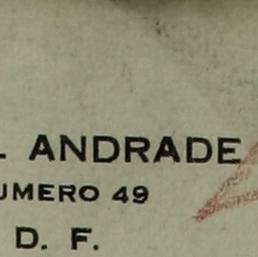 . ANDRADE
UMERO 49
D. F.